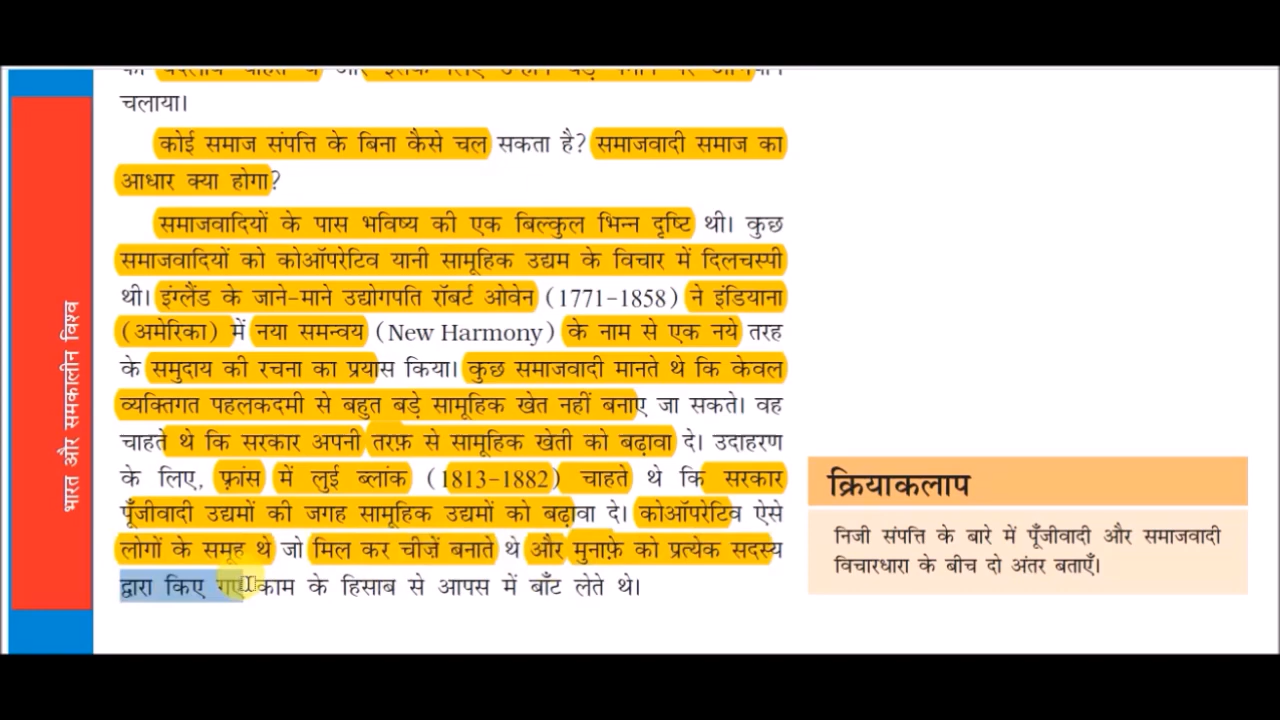 चलाया।
कोई समाज संपत्ति के बिना कैसे चल सकता है? समाजवादी समाज का
आधार क्या होगा?
समाजवादियों के पास भविष्य की एक बिल्कुल भिन्न दृष्टि थी। कुछ
समाजवादियों को कोऑपरेटिव यानी सामूहिक उद्यम के विचार में दिलचस्पी
थी। इंग्लैंड के जाने-माने उद्योगपति रॉबर्ट ओवेन (1771-1858) ने इंडियाना
(अमेरिका) में नया समन्वय (New Harmony) के नाम से एक नये तरह
के समुदाय की रचना का प्रयास किया। कुछ समाजवादी मानते थे कि केवल
व्यक्तिगत पहलकदमी से बहुत बड़े सामूहिक खेत नहीं बनाए जा सकते। वह
चाहते थे कि सरकार अपनी तरफ़ से सामूहिक खेती को बढ़ावा दे। उदाहरण
के लिए, फ़्रांस में लुई ब्लांक (1813-1882) चाहते थे कि सरकार
पूँजीवादी उद्यमों की जगह सामूहिक उद्यमों को बढ़ावा दे। कोऑपरेटिव ऐसे
लोगों के समूह थे जो मिल कर चीज़ें बनाते थे और मुनाफ़े को प्रत्येक सदस्य
द्वारा किए गए काम के हिसाब से आपस में बाँट लेते थे।
क्रियाकलाप
निजी संपत्ति के बारे में पूँजीवादी और समाजवादी
विचारधारा के बीच दो अंतर बताएँ।
भारत और समकालीन विश्व